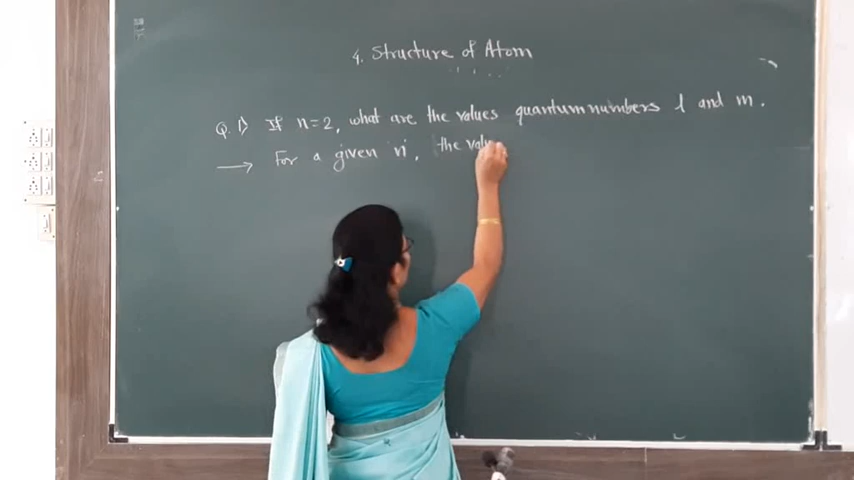 4. Structure of Atom
Q. 1) If n=2, what are the values quantum numbers l and m.
→ For a given 'n', the valu